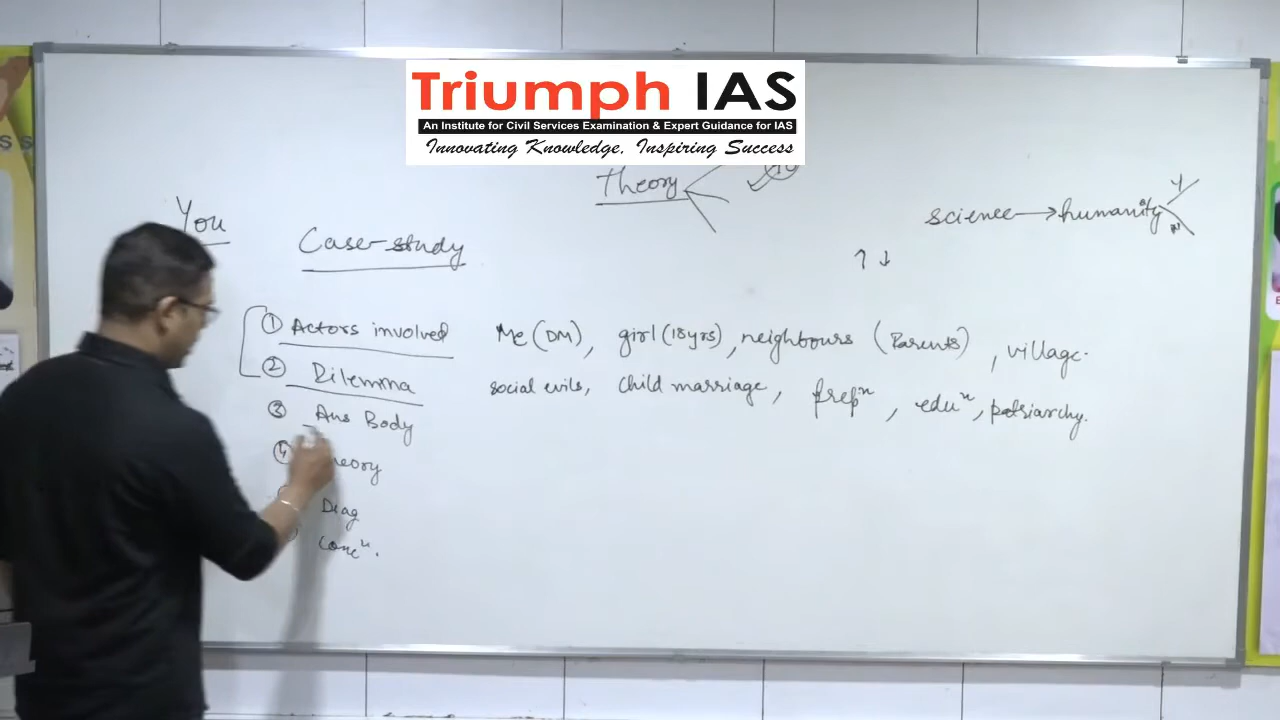 Triumph IAS
An Institute for Civil Services Examination & Expert Guidance for IAS
Innovating Knowledge, Inspiring Success
Theory
You
Case-study
science → humanity
↑ ↓
① Actors involved Me (DM), girl (18yrs), neighbours (Parents), village.
② Dilemma social evils, child marriage, prepⁿ, eduⁿ, patriarchy.
③ Ans Body
④ eory
Diag
concⁿ.